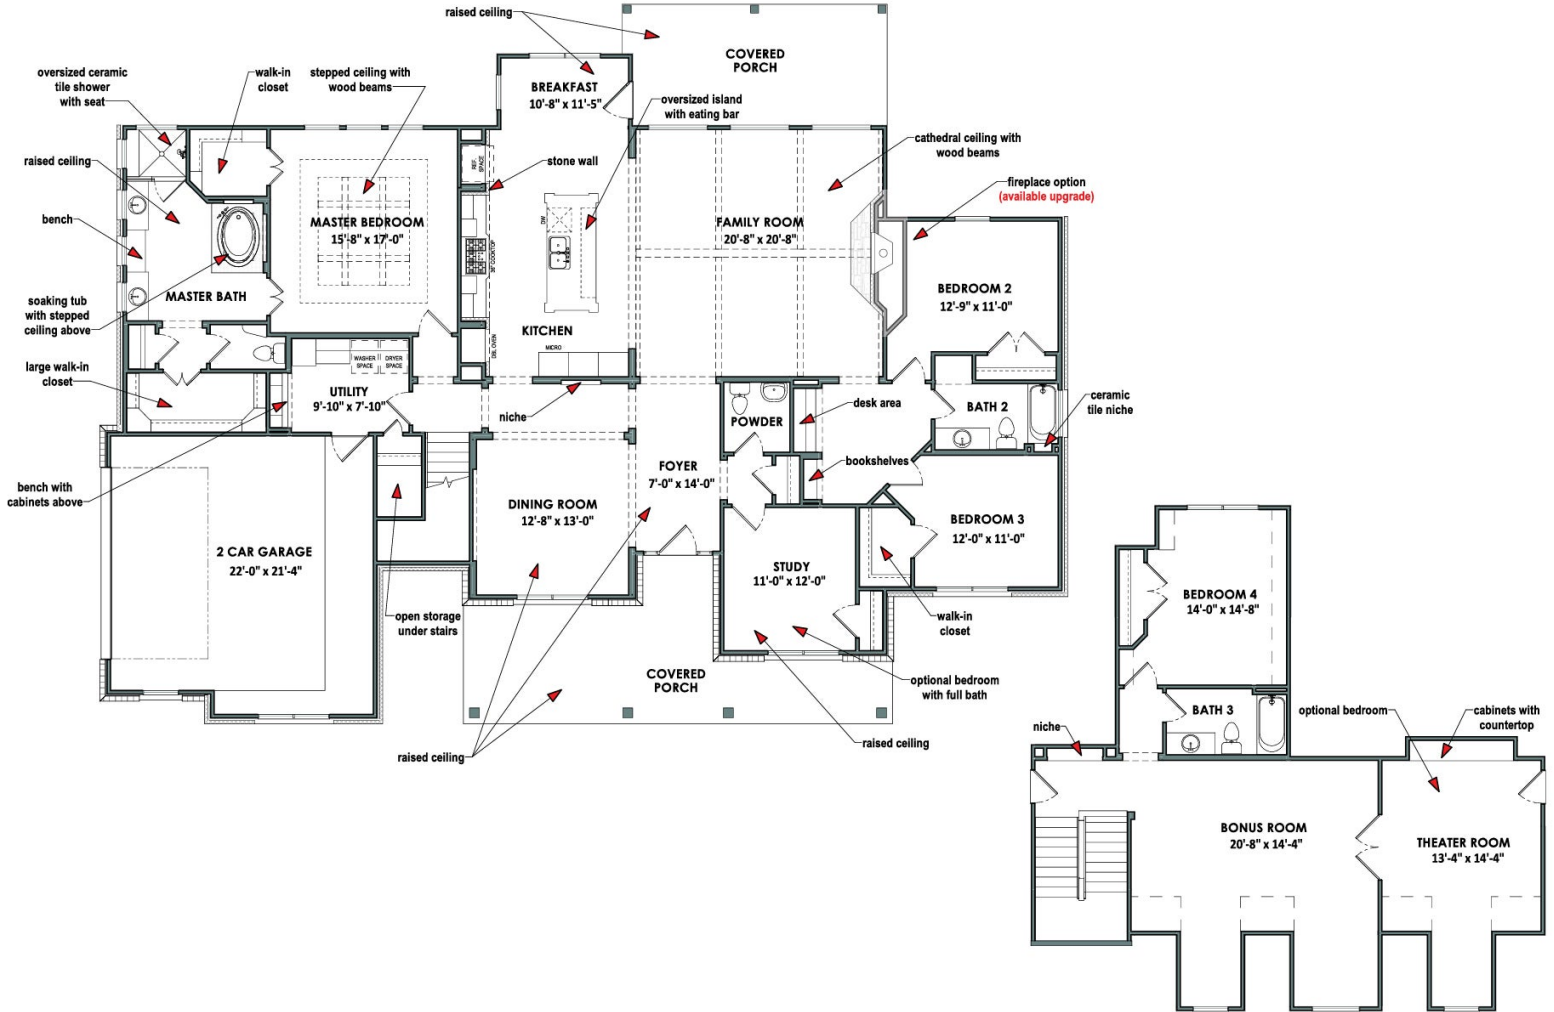 raised ceiling
COVERED
PORCH
oversized ceramic
tile shower
with seat
walk-in
closet
stepped ceiling with
wood beams
BREAKFAST
10'-8" x 11'-5"
oversized island
with eating bar
cathedral ceiling with
wood beams
raised ceiling
REF.
SPACE
stone wall
fireplace option
(available upgrade)
bench
MASTER BEDROOM
15'-8" x 17'-0"
DW
FAMILY ROOM
20'-8" x 20'-8"
36" COOKTOP
soaking tub
with stepped
ceiling above
MASTER BATH
BEDROOM 2
12'-9" x 11'-0"
KITCHEN
DBL OVEN
MICRO
large walk-in
closet
WASHER
SPACE
DRYER
SPACE
UTILITY
9'-10" x 7'-10"
niche
POWDER
desk area
BATH 2
ceramic
tile niche
bench with
cabinets above
bookshelves
FOYER
7'-0" x 14'-0"
DINING ROOM
12'-8" x 13'-0"
BEDROOM 3
12'-0" x 11'-0"
2 CAR GARAGE
22'-0" x 21'-4"
STUDY
11'-0" x 12'-0"
open storage
under stairs
walk-in
closet
BEDROOM 4
14'-0" x 14'-8"
COVERED
PORCH
optional bedroom
with full bath
raised ceiling
raised ceiling
niche
BATH 3
optional bedroom
cabinets with
countertop
BONUS ROOM
20'-8" x 14'-4"
THEATER ROOM
13'-4" x 14'-4"